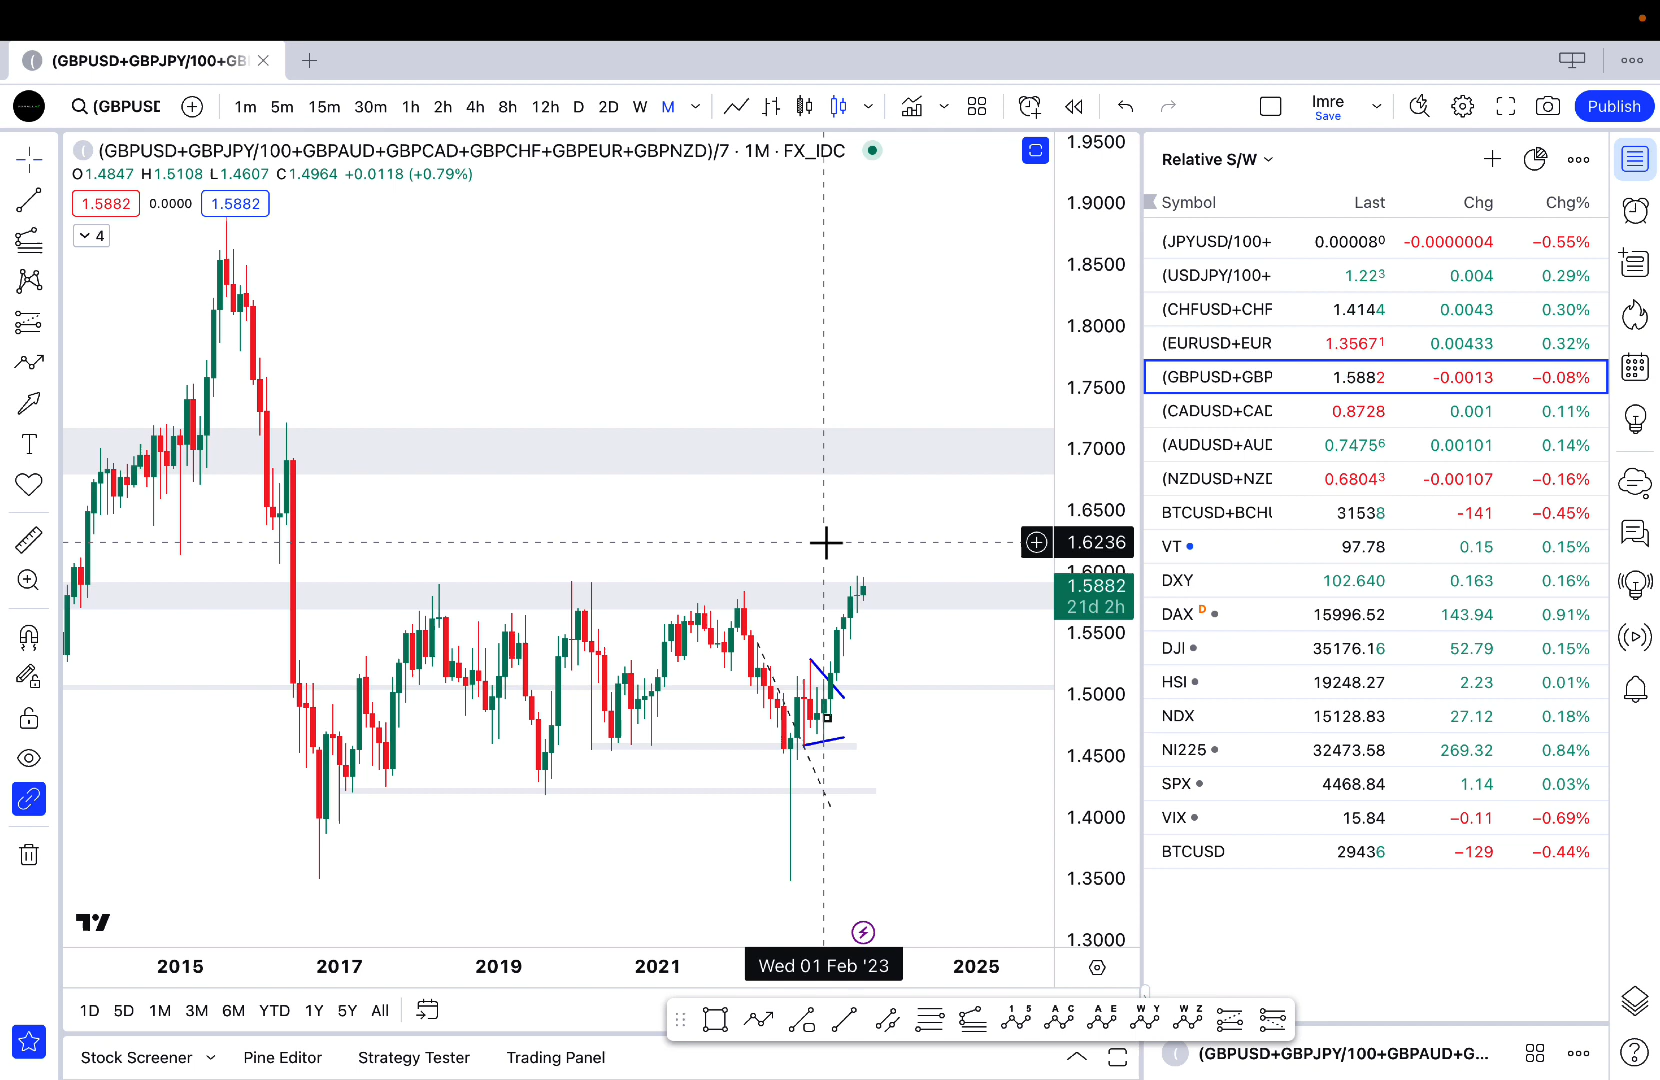 (GBPUSD+GBPJPY/100+GB
(GBPUSD
1m 5m 15m 30m 1h 2h 4h 8h 12h D 2D W M
Imre
Save
Publish
(GBPUSD+GBPJPY/100+GBPAUD+GBPCAD+GBPCHF+GBPEUR+GBPNZD)/7 · 1M · FX_IDC
O1.4847 H1.5108 L1.4607 C1.4964 +0.0118 (+0.79%)
1.5882 0.0000 1.5882
4
1.9500
1.9000
1.8500
1.8000
1.7500
1.7000
1.6500
1.6236
1.6000
1.5882
21d 2h
1.5500
1.5000
1.4500
1.4000
1.3500
1.3000
2015 2017 2019 2021 Wed 01 Feb '23 2025
1D 5D 1M 3M 6M YTD 1Y 5Y All
1 5 A C A E W Y W Z
Stock Screener Pine Editor Strategy Tester Trading Panel
Relative S/W
Symbol Last Chg Chg%
(JPYUSD/100+ 0.000080 -0.0000004 −0.55%
(USDJPY/100+ 1.223 0.004 0.29%
(CHFUSD+CHF 1.4144 0.0043 0.30%
(EURUSD+EUR 1.35671 0.00433 0.32%
(GBPUSD+GBP 1.5882 -0.0013 −0.08%
(CADUSD+CAD 0.8728 0.001 0.11%
(AUDUSD+AUD 0.74756 0.00101 0.14%
(NZDUSD+NZD 0.68043 -0.00107 −0.16%
BTCUSD+BCHU 31538 -141 −0.45%
VT 97.78 0.15 0.15%
DXY 102.640 0.163 0.16%
DAX D 15996.52 143.94 0.91%
DJI 35176.16 52.79 0.15%
HSI 19248.27 2.23 0.01%
NDX 15128.83 27.12 0.18%
NI225 32473.58 269.32 0.84%
SPX 4468.84 1.14 0.03%
VIX 15.84 −0.11 −0.69%
BTCUSD 29436 −129 −0.44%
(GBPUSD+GBPJPY/100+GBPAUD+G...